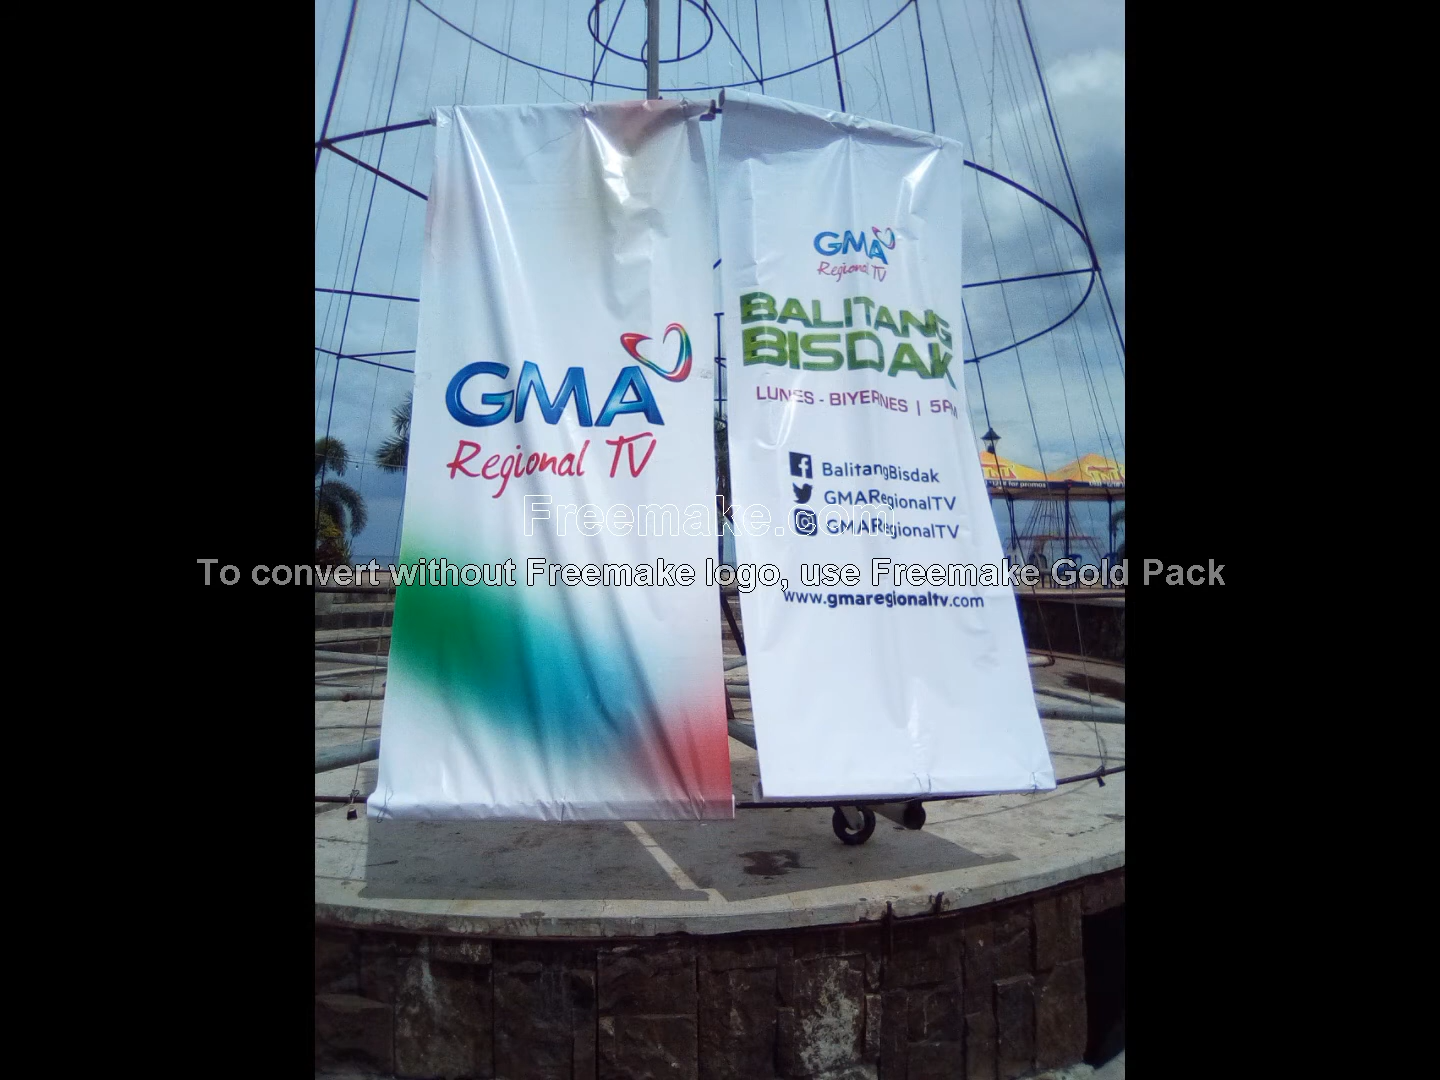 GMA
Regional TV
GMA
Regional TV
BALITANG
BISDAK
LUNES - BIYERNES | 5PM
BalitangBisdak
GMARegionalTV
GMARegionalTV
www.gmaregionaltv.com
Freemake.com
To convert without Freemake logo, use Freemake Gold Pack